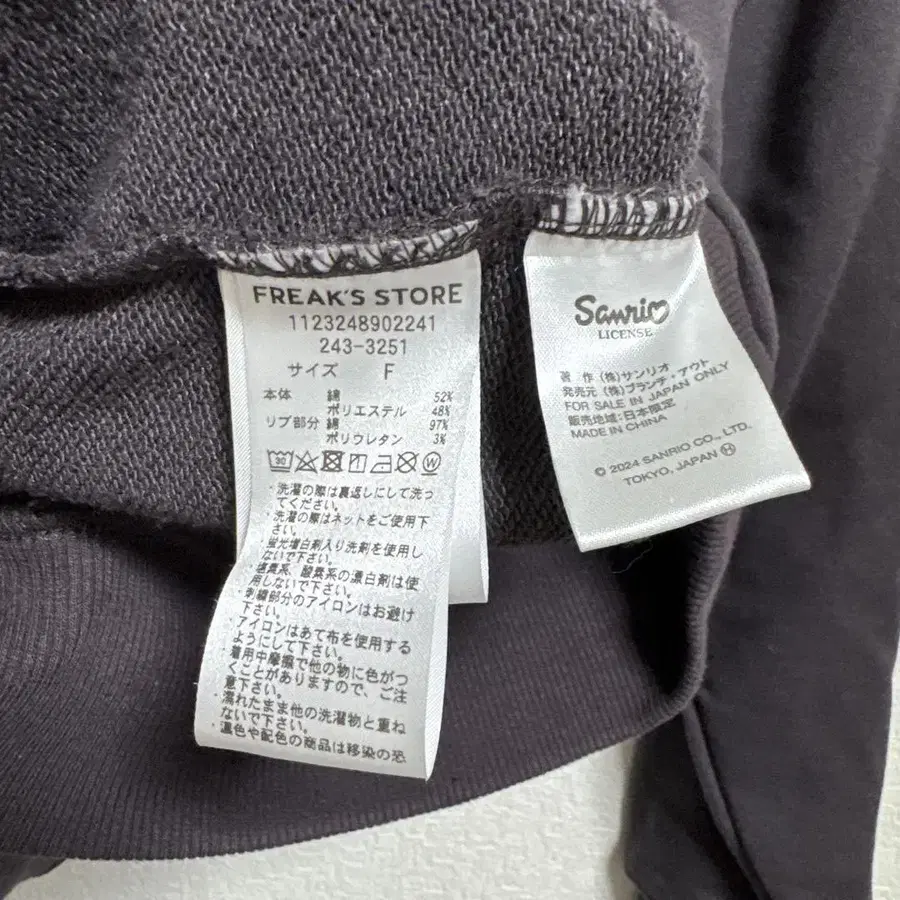 FREAK'S STORE
1123248902241
243-3251
サイズ F
本体 綿 52%
ポリエステル 48%
リブ部分 綿 97%
ポリウレタン 3%
30
W
・洗濯の際は裏返しにして洗っ
てください。
・洗濯の際はネットをご使用下
さい。
・蛍光増白剤入り洗剤を使用し
ないで下さい。
・塩素系、酸素系の漂白剤は使
用しないで下さい。
・刺繍部分のアイロンはお避け
下さい。
・アイロンはあて布を使用する
ようにして下さい。
・着用中摩擦で他の物に色がつ
くことがありますので、ご注
意下さい。
・濡れたまま他の洗濯物と重ね
ないで下さい。
・濃色や配色の商品は移染の恐
Sanrio
LICENSE
著 作 (株)サンリオ
発売元 (株)ブランチ・アウト
FOR SALE IN JAPAN ONLY
販売地域:日本限定
MADE IN CHINA
© 2024 SANRIO CO., LTD.
TOKYO, JAPAN Ⓗ